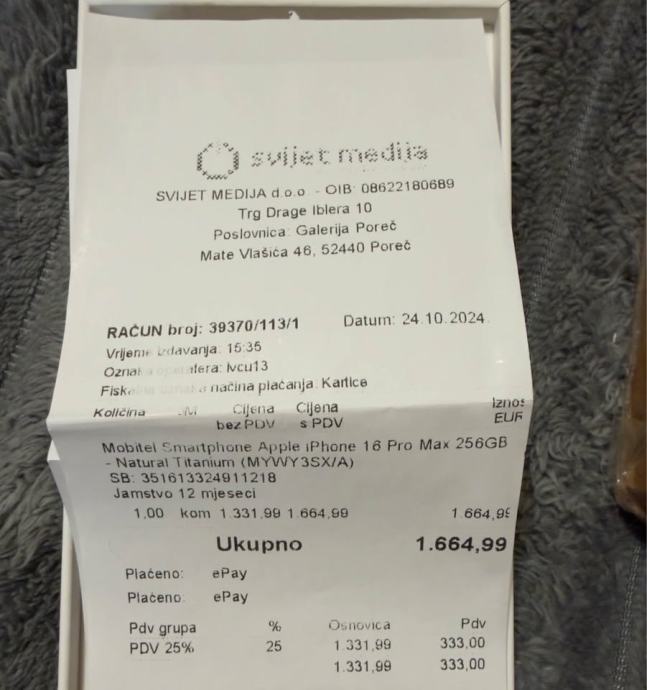 svijet medija
SVIJET MEDIJA d.o.o. - OIB: 08622180689
Trg Drage Iblera 10
Poslovnica: Galerija Poreč
Mate Vlašića 46, 52440 Poreč
RAČUN broj: 39370/113/1 Datum: 24.10.2024.
Vrijeme izdavanja: 15:35
Oznaka operatera: lvcu13
načina plaćanja: Kartice
Količina Cijena Cijena Iznos
bez PDV s PDV EUR
Mobitel Smartphone Apple iPhone 16 Pro Max 256GB
- Natural Titanium (MYWY3SX/A)
SB: 351613324911218
Jamstvo 12 mjeseci
1,00 kom 1.331,99 1.664,99 1.664,99
Ukupno 1.664,99
Plaćeno: ePay
Plaćeno: ePay
Pdv grupa % Osnovica Pdv
PDV 25% 25 1.331,99 333,00
1.331,99 333,00